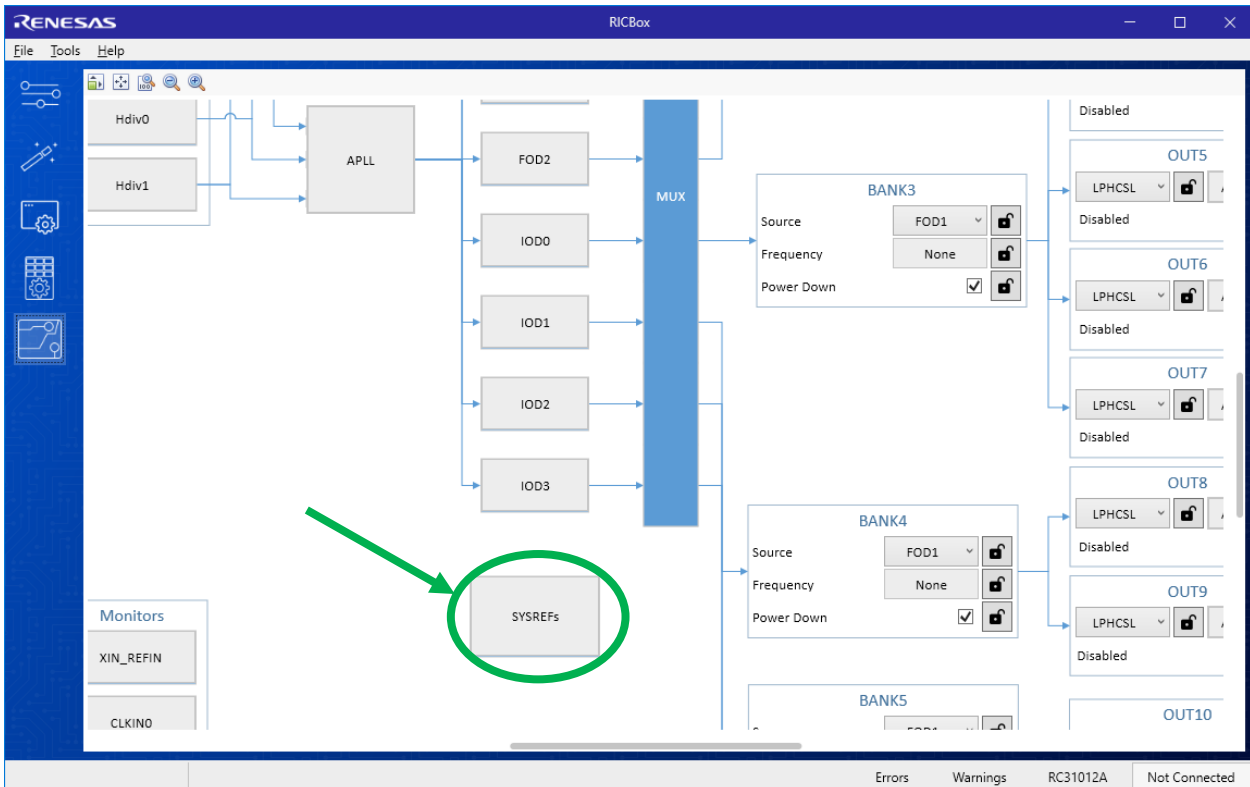 RENESAS
RICBox
File Tools Help
100
Hdiv0
Hdiv1
APLL
FOD2
IOD0
IOD1
IOD2
IOD3
MUX
SYSREFs
Monitors
XIN_REFIN
CLKIN0
BANK3
Source FOD1
Frequency None
Power Down
BANK4
Source FOD1
Frequency None
Power Down
BANK5
FOD1
Disabled
OUT5
LPHCSL
Disabled
OUT6
LPHCSL
Disabled
OUT7
LPHCSL
Disabled
OUT8
LPHCSL
Disabled
OUT9
LPHCSL
Disabled
OUT10
Errors Warnings RC31012A Not Connected